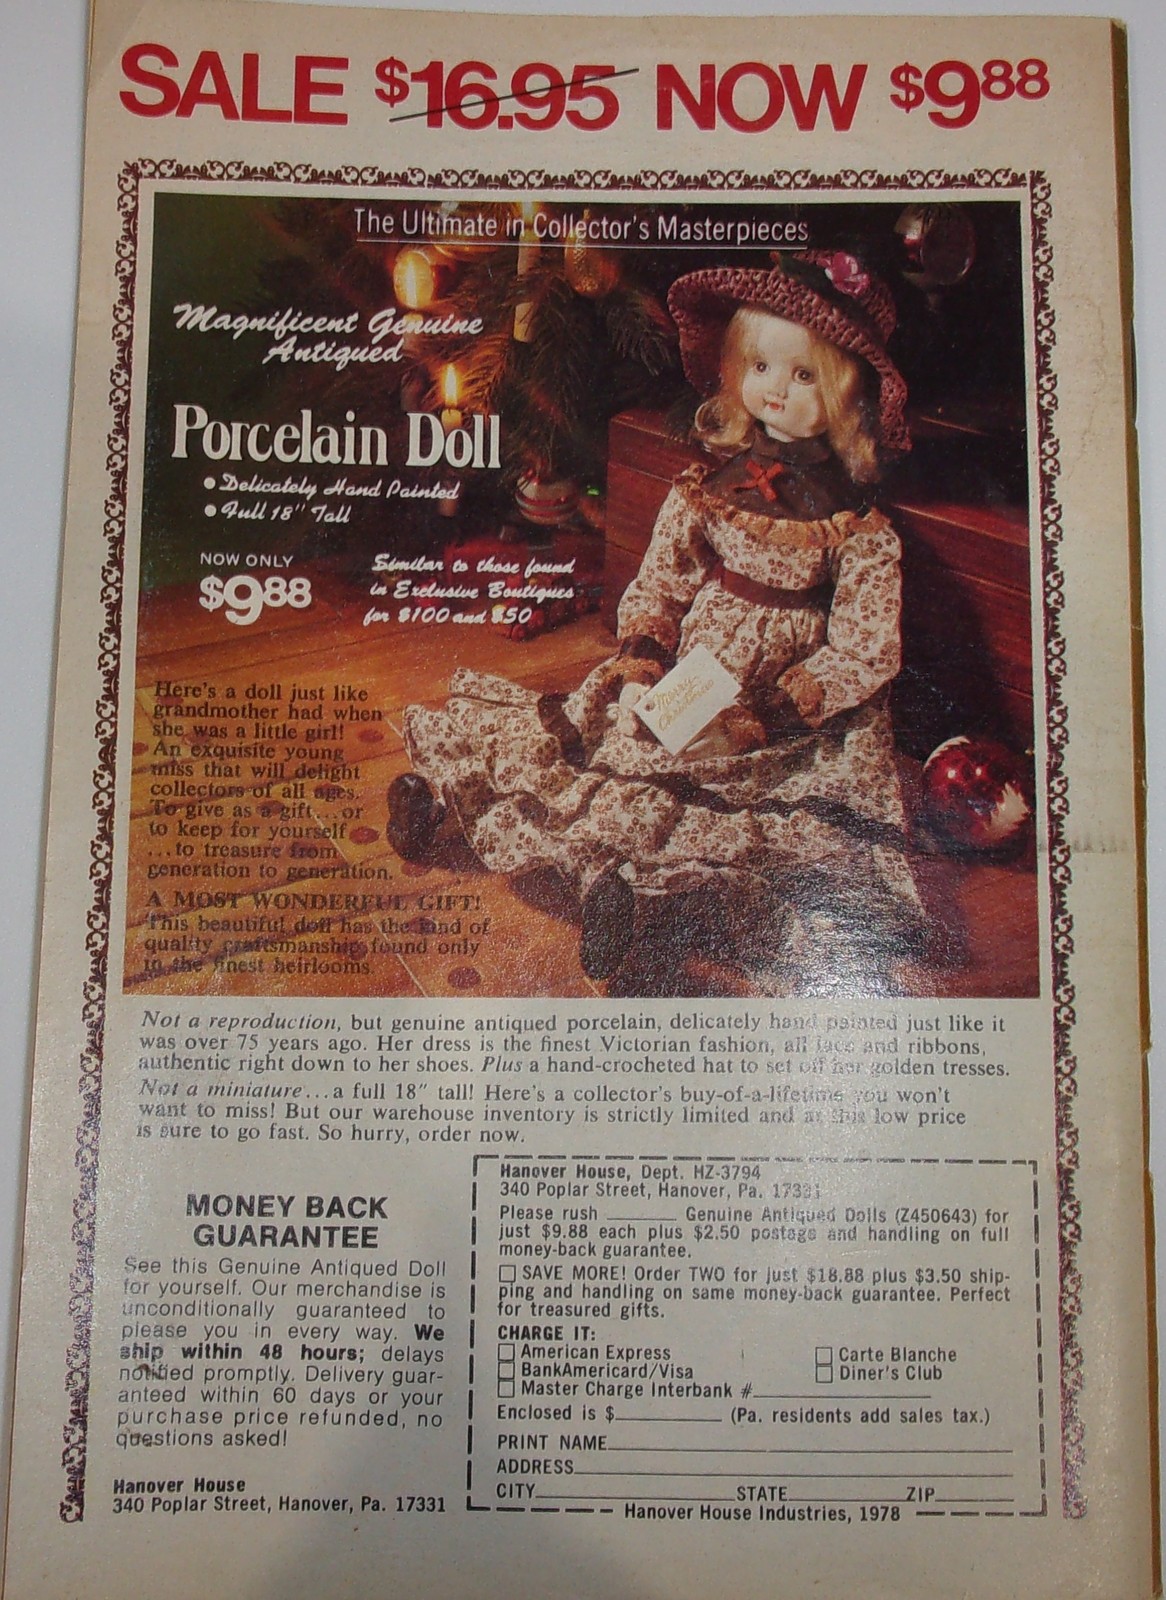 SALE $16.95 NOW $9.88
The Ultimate in Collector's Masterpieces
Magnificent Genuine
Antiqued
Porcelain Doll
• Delicately Hand Painted
• Full 18" Tall
NOW ONLY
$9.88
Similar to those found
in Exclusive Boutiques
for $100 and $50
Merry
Christmas
Here's a doll just like
grandmother had when
she was a little girl!
An exquisite young
miss that will delight
collectors of all ages.
To give as a gift...or
to keep for yourself
...to treasure from
generation to generation.
A MOST WONDERFUL GIFT!
This beautiful doll has the kind of
quality craftsmanship found only
in the finest heirlooms.
Not a reproduction, but genuine antiqued porcelain, delicately hand painted just like it
was over 75 years ago. Her dress is the finest Victorian fashion, all lace and ribbons,
authentic right down to her shoes. Plus a hand-crocheted hat to set off her golden tresses.
Not a miniature...a full 18" tall! Here's a collector's buy-of-a-lifetime you won't
want to miss! But our warehouse inventory is strictly limited and at this low price
is sure to go fast. So hurry, order now.
MONEY BACK
GUARANTEE
See this Genuine Antiqued Doll
for yourself. Our merchandise is
unconditionally guaranteed to
please you in every way. We
ship within 48 hours; delays
notified promptly. Delivery guar-
anteed within 60 days or your
purchase price refunded, no
questions asked!
Hanover House
340 Poplar Street, Hanover, Pa. 17331
Hanover House, Dept. HZ-3794
340 Poplar Street, Hanover, Pa. 17331
Please rush ________ Genuine Antiqued Dolls (Z450643) for
just $9.88 each plus $2.50 postage and handling on full
money-back guarantee.
☐ SAVE MORE! Order TWO for just $18.88 plus $3.50 ship-
ping and handling on same money-back guarantee. Perfect
for treasured gifts.
CHARGE IT:
☐ American Express ☐ Carte Blanche
☐ BankAmericard/Visa ☐ Diner's Club
☐ Master Charge Interbank #________
Enclosed is $________ (Pa. residents add sales tax.)
PRINT NAME________
ADDRESS________
CITY________STATE________ZIP________
Hanover House Industries, 1978